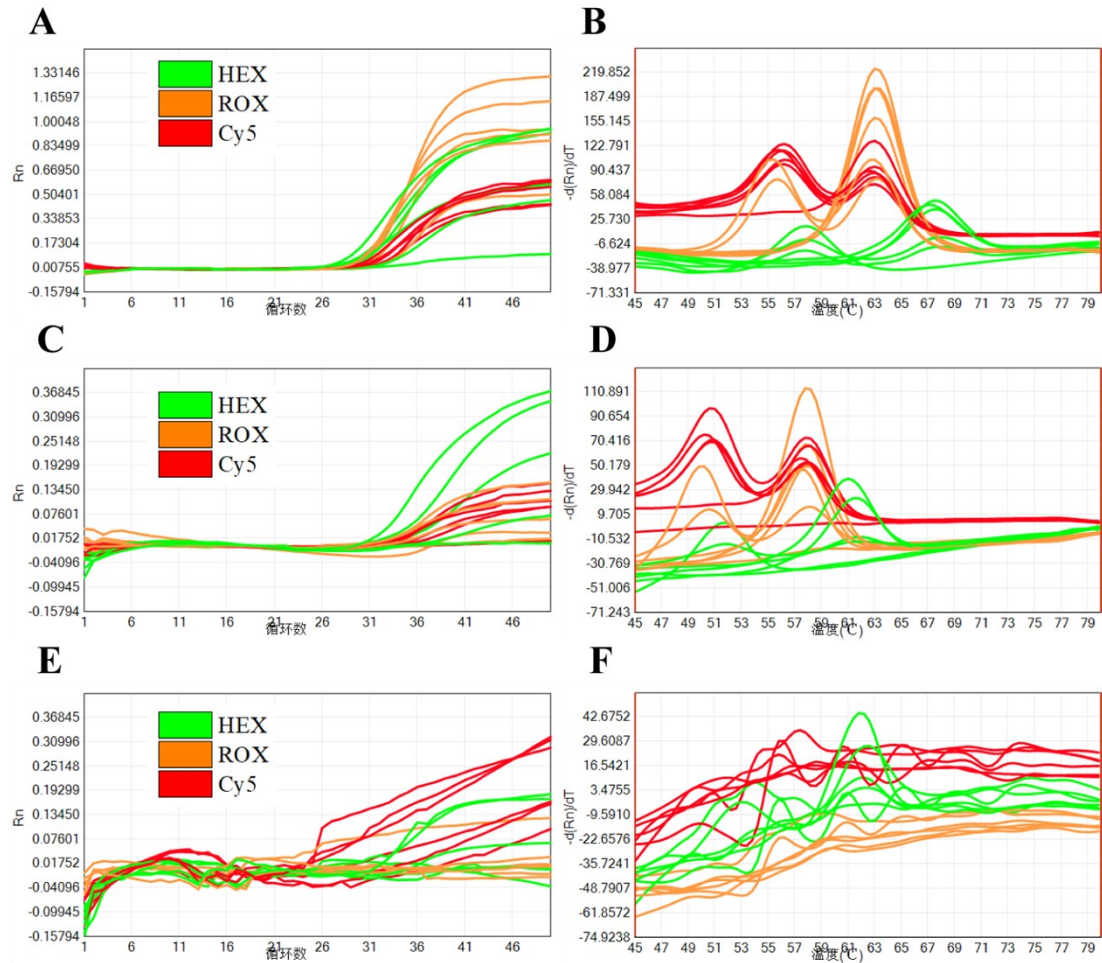 A
B
Rn
1.33146
1.16597
1.00048
0.83499
0.66950
0.50401
0.33853
0.17304
0.00755
-0.15794
HEX
ROX
Cy5
1 6 11 16 21 26 31 36 41 46
循环数
-d(Rn)/dT
219.852
187.499
155.145
122.791
90.437
58.084
25.730
-6.624
-38.977
-71.331
45 47 49 51 53 55 57 59 61 63 65 67 69 71 73 75 77 79
温度(℃)
C
D
Rn
0.36845
0.30996
0.25148
0.19299
0.13450
0.07601
0.01752
-0.04096
-0.09945
-0.15794
HEX
ROX
Cy5
1 6 11 16 21 26 31 36 41 46
循环数
-d(Rn)/dT
110.891
90.654
70.416
50.179
29.942
9.705
-10.532
-30.769
-51.006
-71.243
45 47 49 51 53 55 57 59 61 63 65 67 69 71 73 75 77 79
温度(℃)
E
F
Rn
0.36845
0.30996
0.25148
0.19299
0.13450
0.07601
0.01752
-0.04096
-0.09945
-0.15794
HEX
ROX
Cy5
1 6 11 16 21 26 31 36 41 46
循环数
-d(Rn)/dT
42.6752
29.6087
16.5421
3.4755
-9.5910
-22.6576
-35.7241
-48.7907
-61.8572
-74.9238
45 47 49 51 53 55 57 59 61 63 65 67 69 71 73 75 77 79
温度(℃)